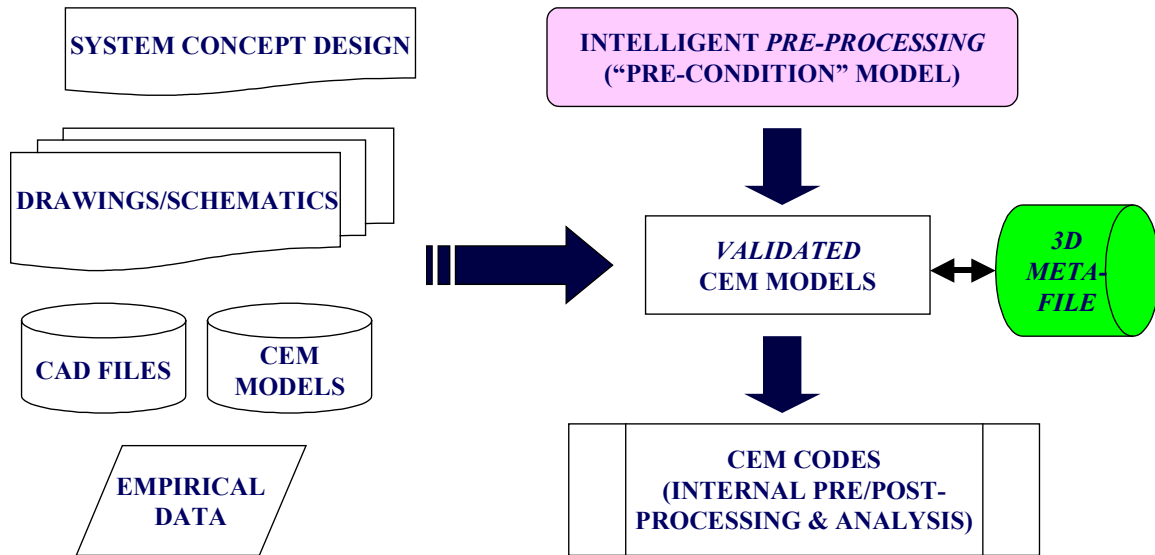 SYSTEM CONCEPT DESIGN
DRAWINGS/SCHEMATICS
CAD FILES
CEM
MODELS
EMPIRICAL
DATA
INTELLIGENT PRE-PROCESSING
(“PRE-CONDITION” MODEL)
VALIDATED
CEM MODELS
3D
META-
FILE
CEM CODES
(INTERNAL PRE/POST-
PROCESSING & ANALYSIS)